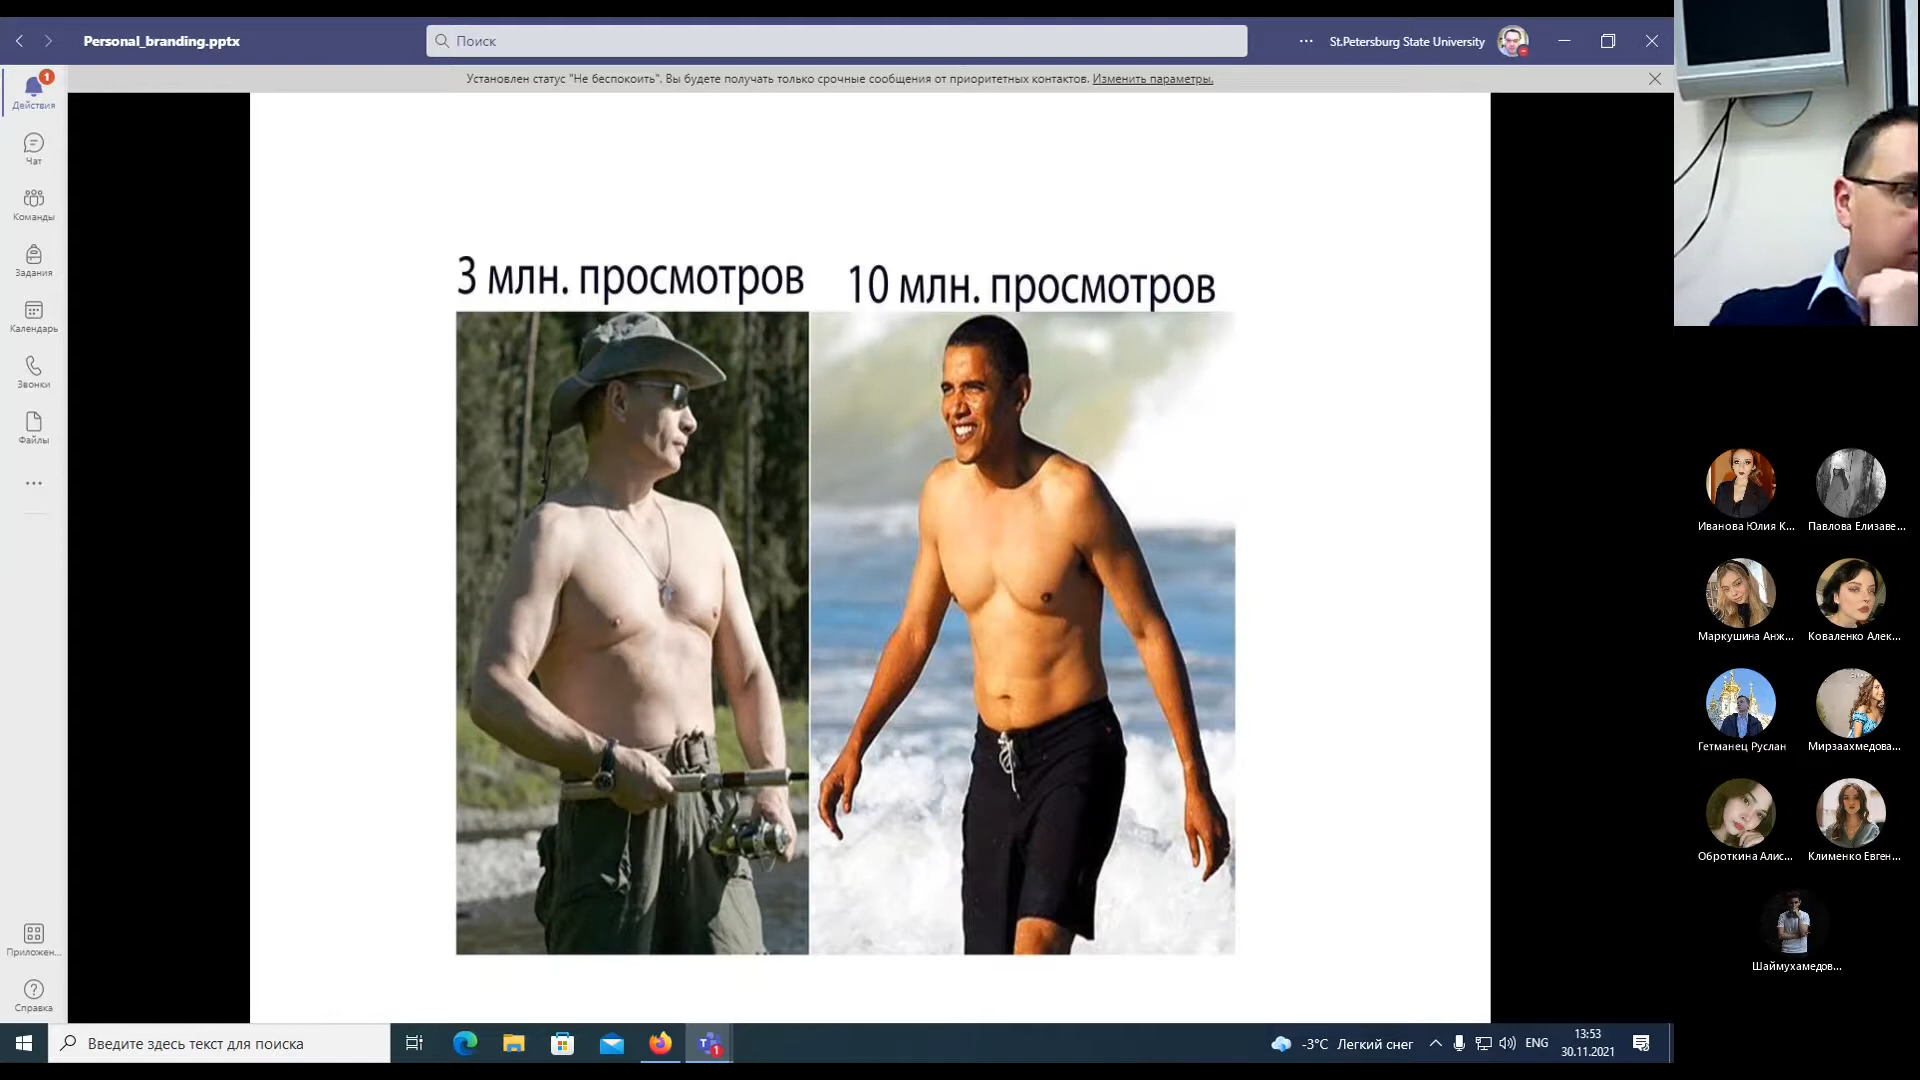 Personal_branding.pptx
Поиск
St.Petersburg State University
Установлен статус "Не беспокоить". Вы будете получать только срочные сообщения от приоритетных контактов. Изменить параметры.
1
Действия
Чат
Команды
Задания
Календарь
Звонки
Файлы
Приложен...
Справка
3 млн. просмотров
10 млн. просмотров
Иванова Юлия К...
Павлова Елизаве...
Маркушина Анж...
Коваленко Алек...
Гетманец Руслан
Мирзаахмедова...
Оброткина Алис...
Клименко Евген...
Шаймухамедов...
Введите здесь текст для поиска
1
-3°C Легкий снег
ENG
13:53
30.11.2021